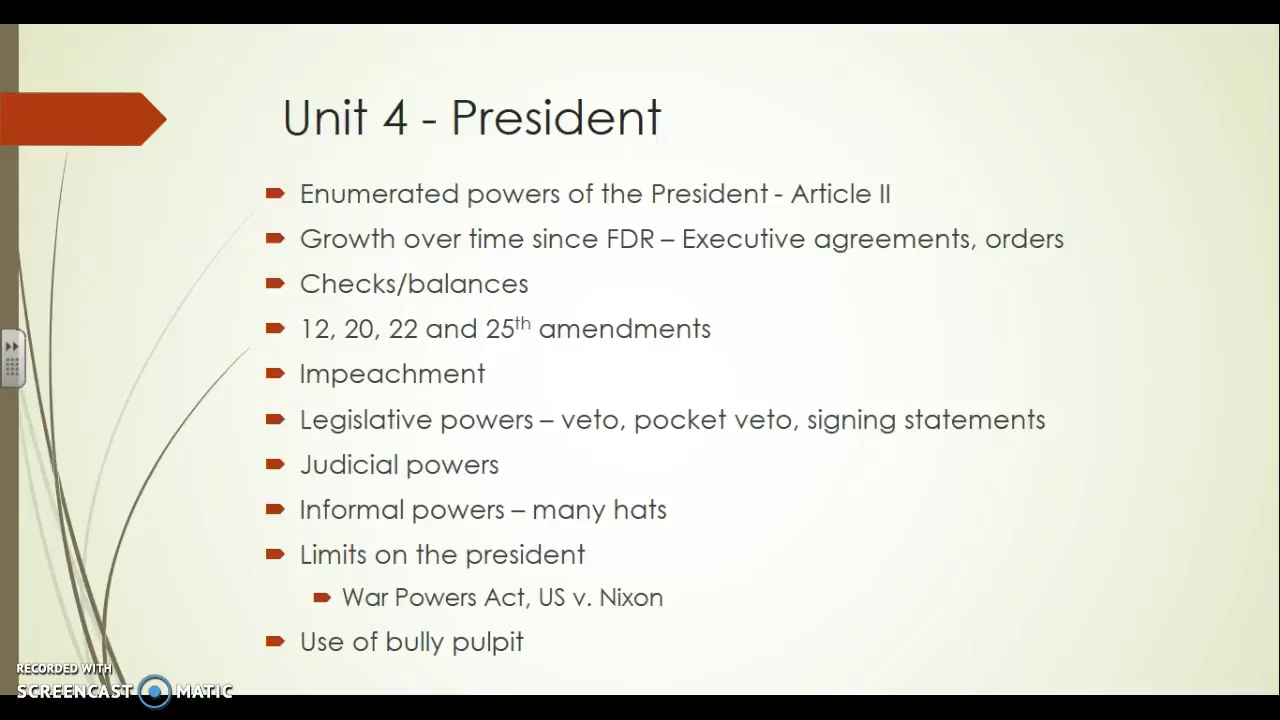 Unit 4 - President
Enumerated powers of the President - Article II
Growth over time since FDR – Executive agreements, orders
Checks/balances
12, 20, 22 and 25th amendments
Impeachment
Legislative powers – veto, pocket veto, signing statements
Judicial powers
Informal powers – many hats
Limits on the president
War Powers Act, US v. Nixon
Use of bully pulpit
RECORDED WITH
SCREENCAST MATIC